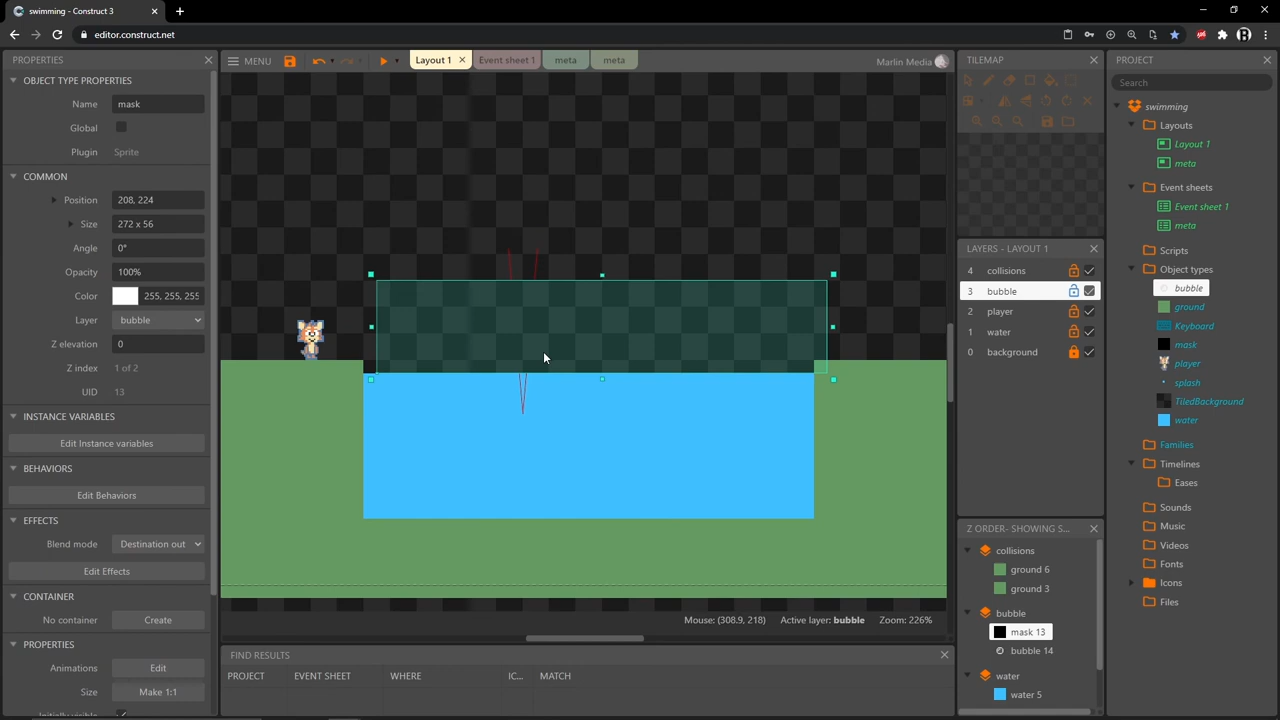 swimming - Construct 3
editor.construct.net
PROPERTIES
OBJECT TYPE PROPERTIES
Name mask
Global
Plugin Sprite
COMMON
Position 208, 224
Size 272 x 56
Angle 0°
Opacity 100%
Color 255, 255, 255
Layer bubble
Z elevation 0
Z index 1 of 2
UID 13
INSTANCE VARIABLES
Edit Instance variables
BEHAVIORS
Edit Behaviors
EFFECTS
Blend mode Destination out
Edit Effects
CONTAINER
No container Create
PROPERTIES
Animations Edit
Size Make 1:1
MENU
Layout 1
Event sheet 1
meta
meta
Marlin Media
Mouse: (308.9, 218) Active layer: bubble Zoom: 226%
FIND RESULTS
PROJECT EVENT SHEET WHERE IC... MATCH
TILEMAP
LAYERS - LAYOUT 1
4 collisions
3 bubble
2 player
1 water
0 background
Z ORDER- SHOWING S...
collisions
ground 6
ground 3
bubble
mask 13
bubble 14
water
water 5
PROJECT
Search
swimming
Layouts
Layout 1
meta
Event sheets
Event sheet 1
meta
Scripts
Object types
bubble
ground
Keyboard
mask
player
splash
TiledBackground
water
Families
Timelines
Eases
Sounds
Music
Videos
Fonts
Icons
Files